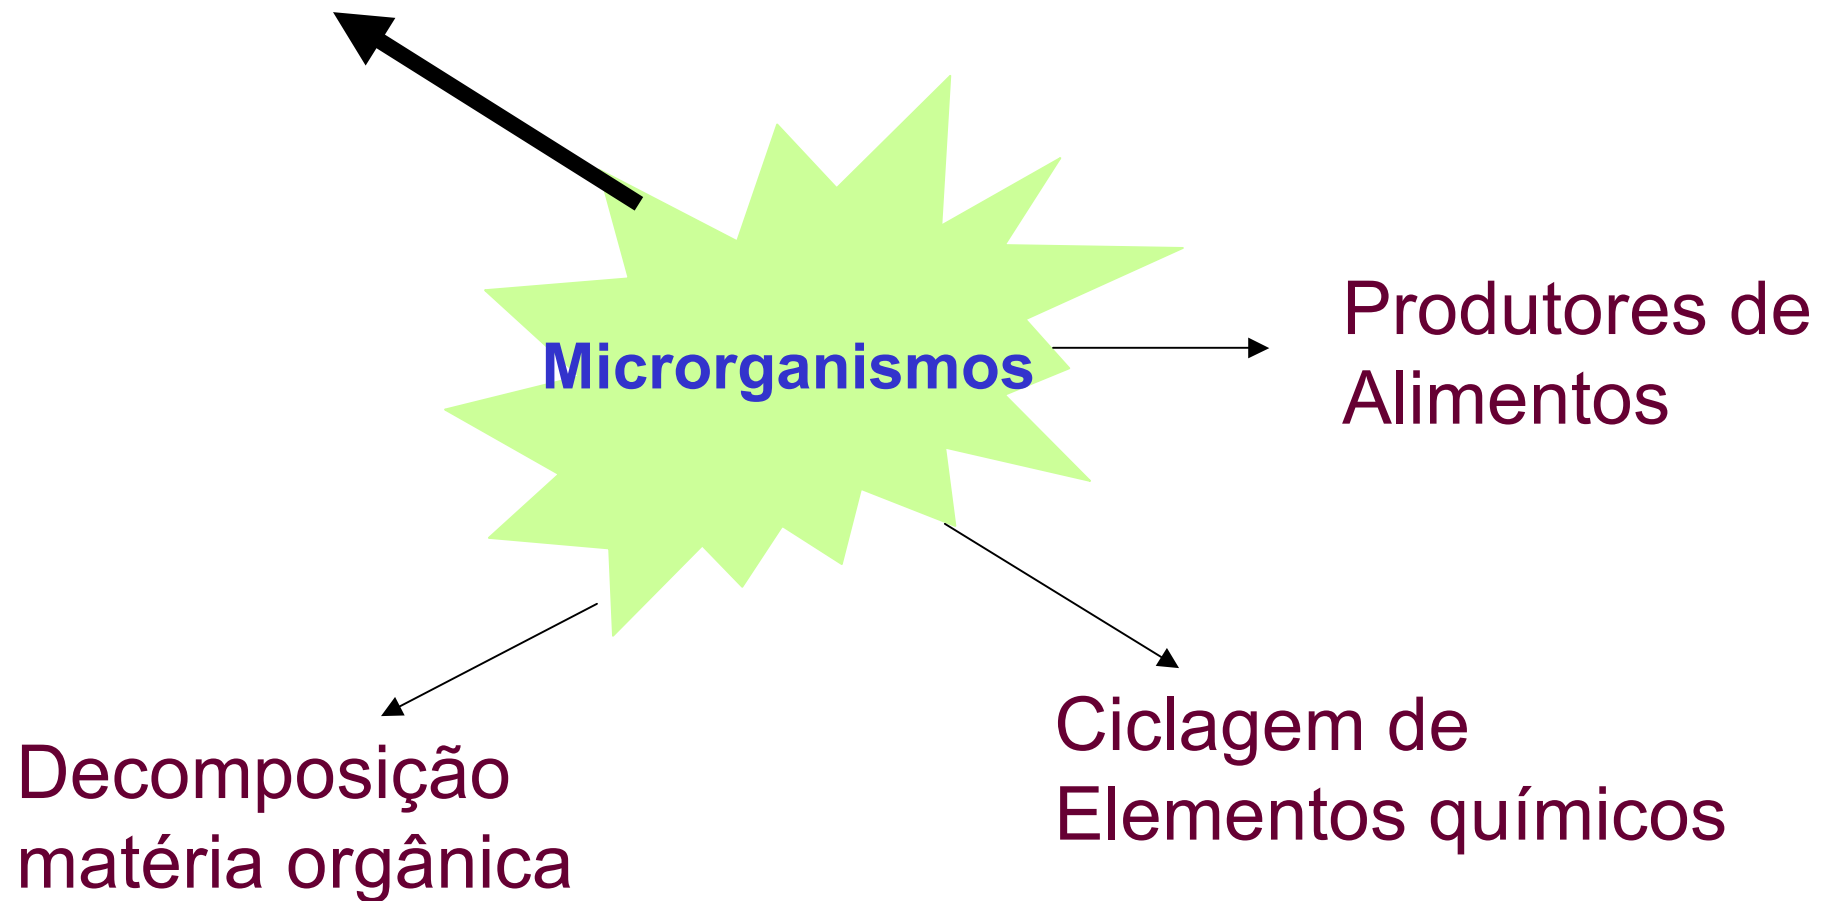 Microrganismos
Produtores de
Alimentos
Ciclagem de
Elementos químicos
Decomposição
matéria orgânica